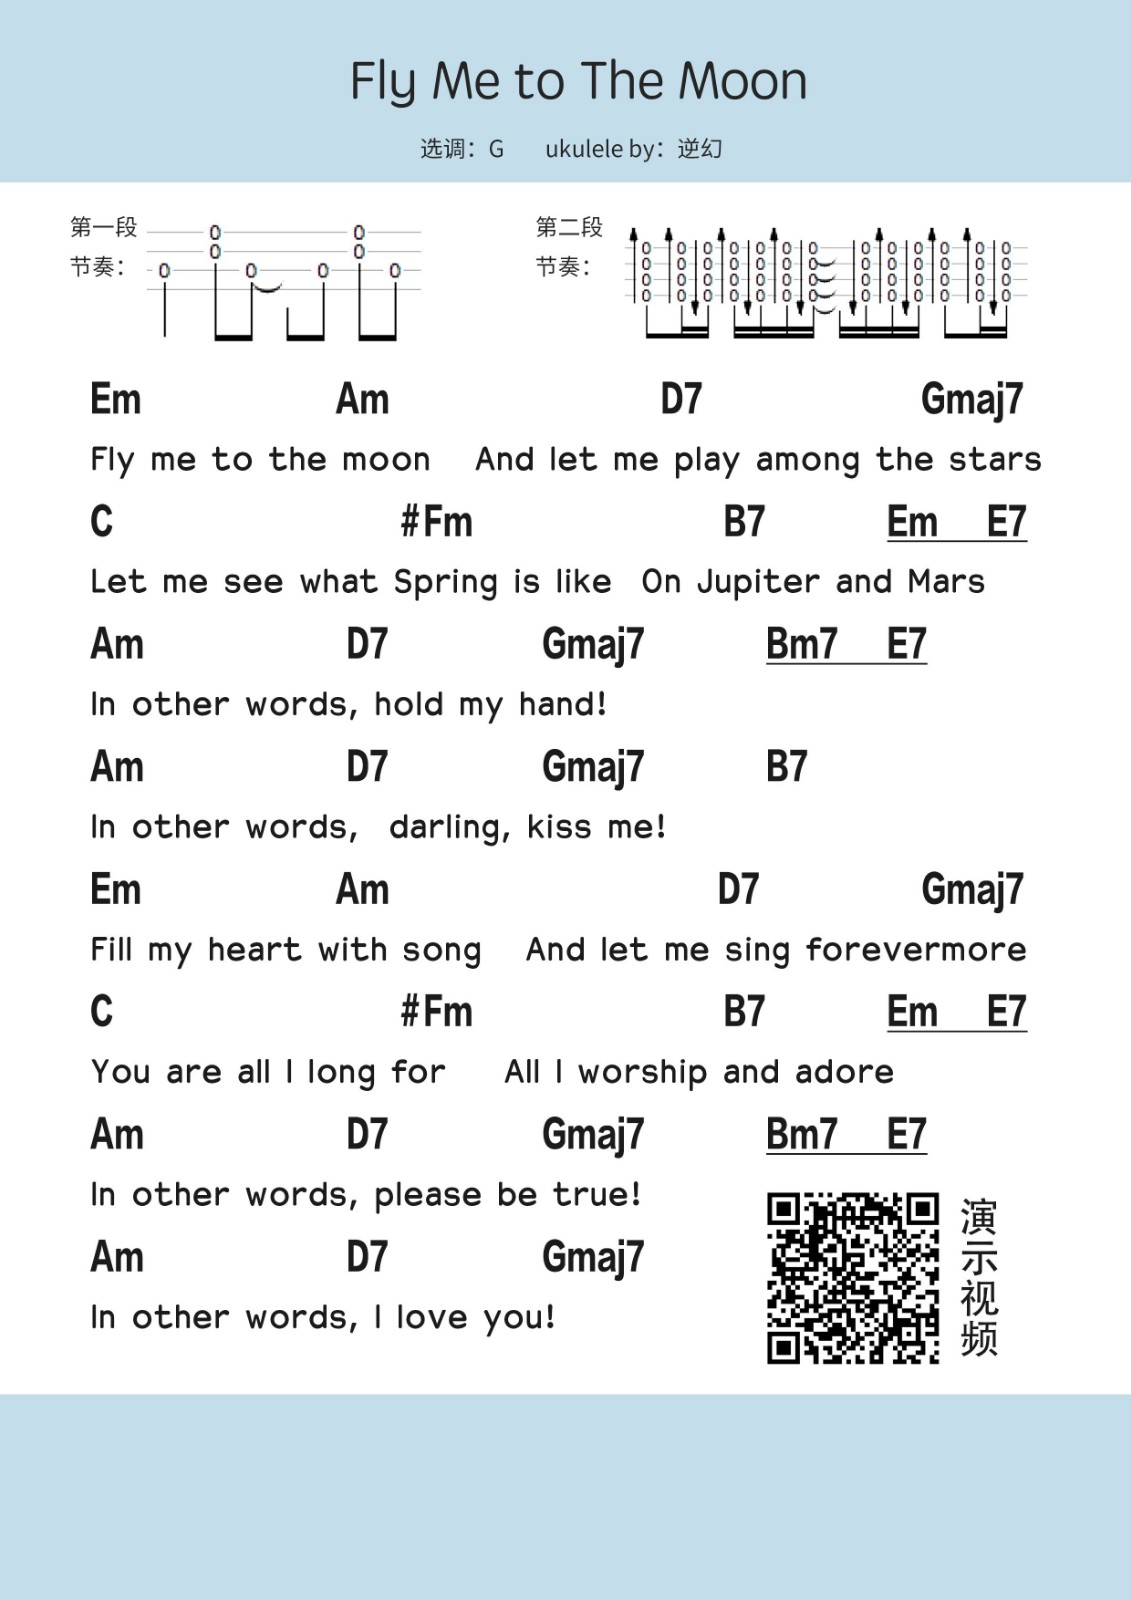 Fly Me to The Moon
选调：G ukulele by：逆幻
第一段
节奏：
第二段
节奏：
Em Am D7 Gmaj7
Fly me to the moon And let me play among the stars
C #Fm B7 Em E7
Let me see what Spring is like On Jupiter and Mars
Am D7 Gmaj7 Bm7 E7
In other words, hold my hand!
Am D7 Gmaj7 B7
In other words, darling, kiss me!
Em Am D7 Gmaj7
Fill my heart with song And let me sing forevermore
C #Fm B7 Em E7
You are all I long for All I worship and adore
Am D7 Gmaj7 Bm7 E7
In other words, please be true!
Am D7 Gmaj7
In other words, I love you!
演示视频